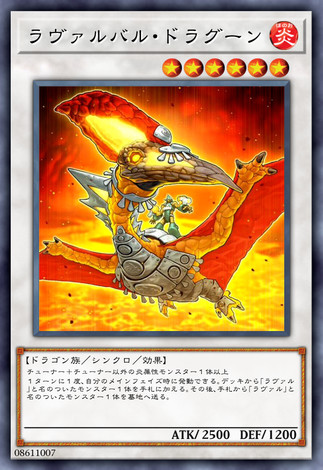 ラヴァルバル・ドラグーン
ほのお
炎
【ドラゴン族／シンクロ／効果】
チューナー＋チューナー以外の炎属性モンスター１体以上
１ターンに１度、自分のメインフェイズ時に発動できる。デッキから「ラヴァル」
と名のついたモンスター１体を手札に加える。その後、手札から「ラヴァル」と
名のついたモンスター１体を墓地へ送る。
ATK/ 2500 DEF/1200
08611007